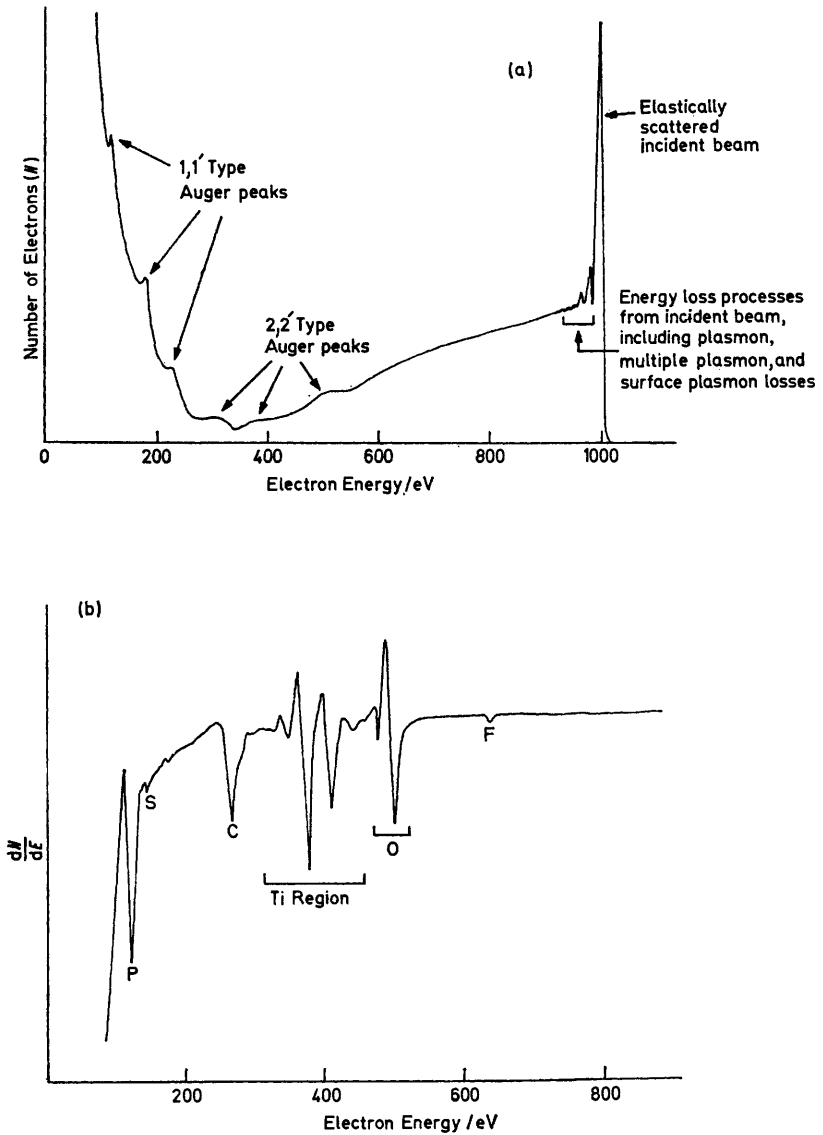 (a)
Elastically
scattered
incident beam
1,1′ Type
Auger peaks
Number of Electrons (N)
2,2′ Type
Auger peaks
Energy loss processes
from incident beam,
including plasmon,
multiple plasmon, and
surface plasmon losses
0
200
400
600
800
1000
Electron Energy/eV
(b)
F
S
C
O
dN
dE
Ti Region
P
200
400
600
800
Electron Energy/eV